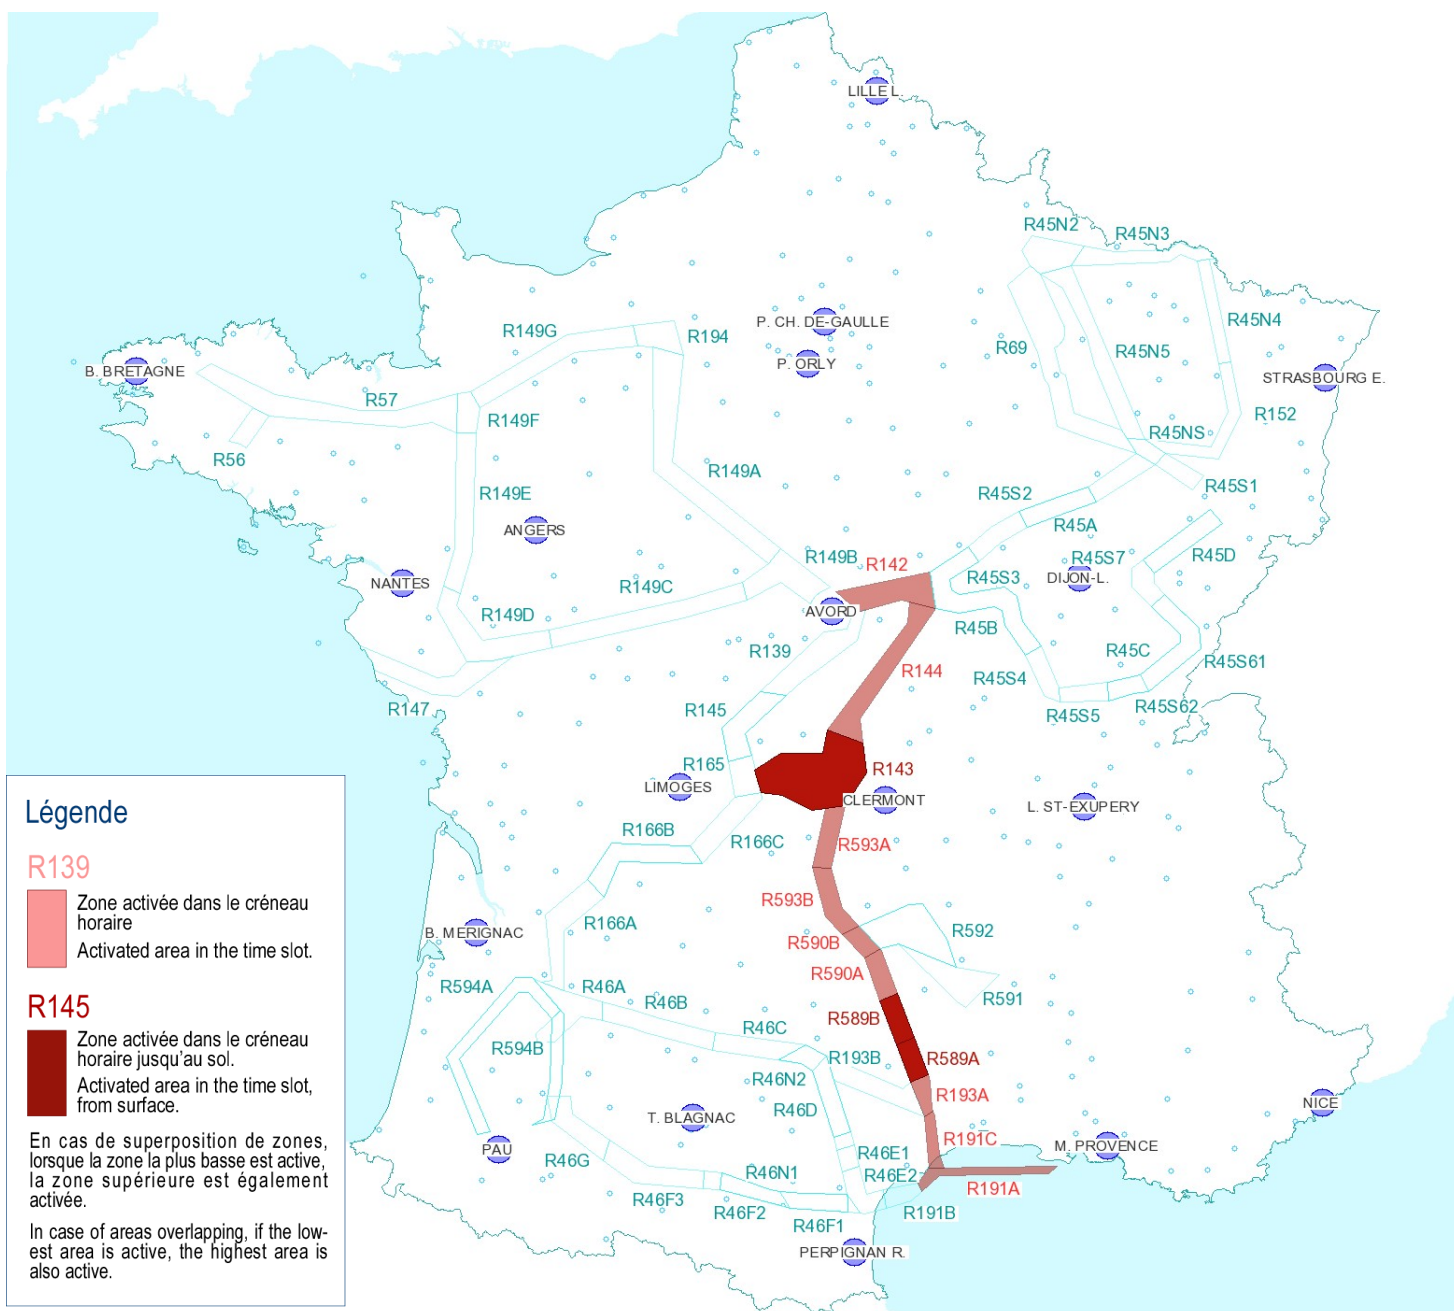 LILLE L.
R45N2
R45N3
P. CH. DE-GAULLE
R149G
R194
R45N4
R69
R45N5
P. ORLY
B. BRETAGNE
STRASBOURG E.
R57
R149F
R152
R45NS
R56
R149A
R149E
R45S2
R45S1
ANGERS
R45A
R149B
R142
R45S7
R45D
NANTES
R149C
R45S3
DIJON-L.
R149D
AVORD
R45B
R139
R45C
R45S61
R144
R45S4
R147
R145
R45S5
R45S62
R165
R143
LIMOGES
CLERMONT
L. ST-EXUPERY
R166B
R166C
R593A
R593B
R166A
B. MERIGNAC
R590B
R592
R590A
R594A
R46A
R46B
R591
R589B
R46C
R594B
R193B
R589A
R46N2
R193A
R46D
T. BLAGNAC
NICE
PAU
R191C
M. PROVENCE
R46E1
R46G
R46N1
R46E2
R191A
R46F3
R46F2
R46F1
R191B
PERPIGNAN R.
Légende
R139
Zone activée dans le créneau
horaire
Activated area in the time slot.
R145
Zone activée dans le créneau
horaire jusqu'au sol.
Activated area in the time slot,
from surface.
En cas de superposition de zones,
lorsque la zone la plus basse est active,
la zone supérieure est également
activée.
In case of areas overlapping, if the low-
est area is active, the highest area is
also active.